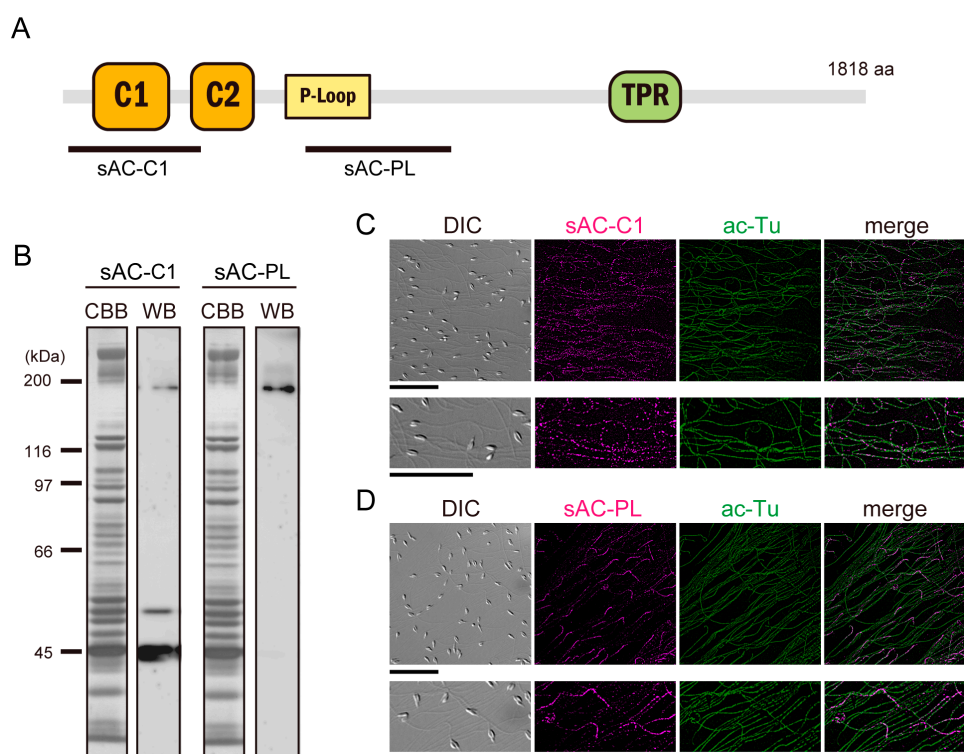 A
1818 aa
C1 C2 P-Loop TPR
sAC-C1 sAC-PL
B
sAC-C1 sAC-PL
CBB WB CBB WB
(kDa)
200
116
97
66
45
C
DIC sAC-C1 ac-Tu merge
D
DIC sAC-PL ac-Tu merge